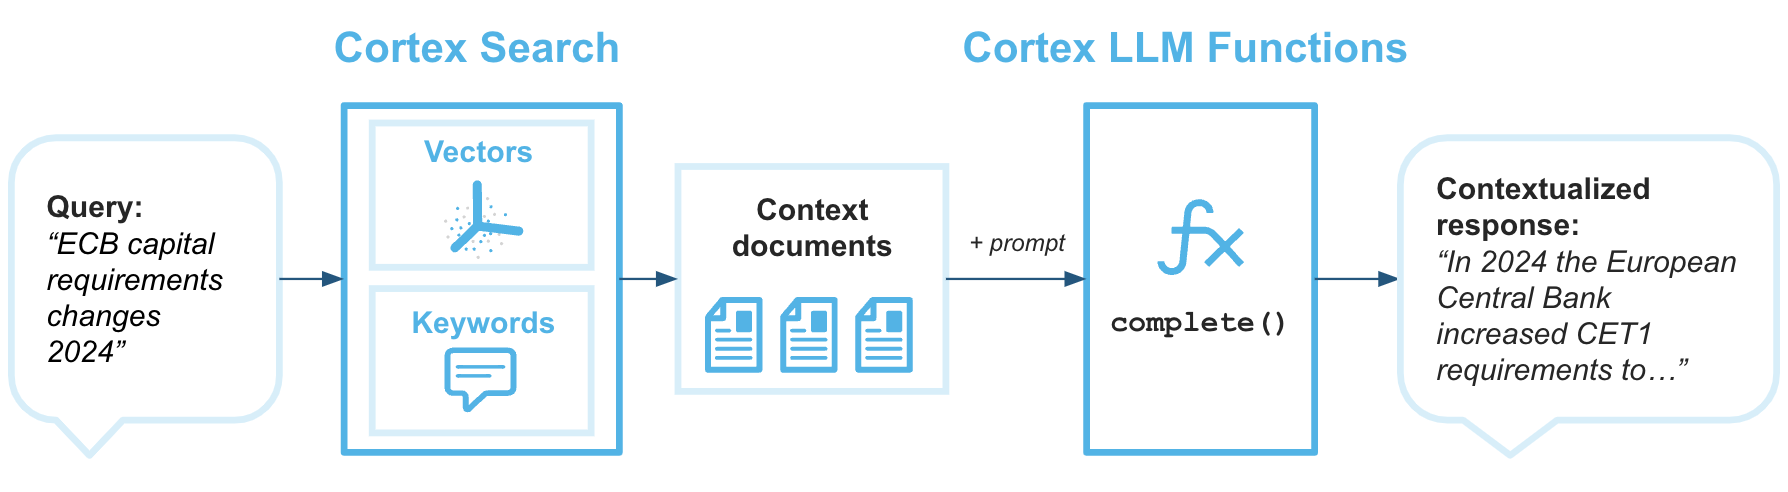 Cortex Search
Cortex LLM Functions
Query:
“ECB capital
requirements
changes
2024”
Vectors
Keywords
Context
documents
+ prompt
fx
complete()
Contextualized
response:
“In 2024 the European
Central Bank
increased CET1
requirements to…”